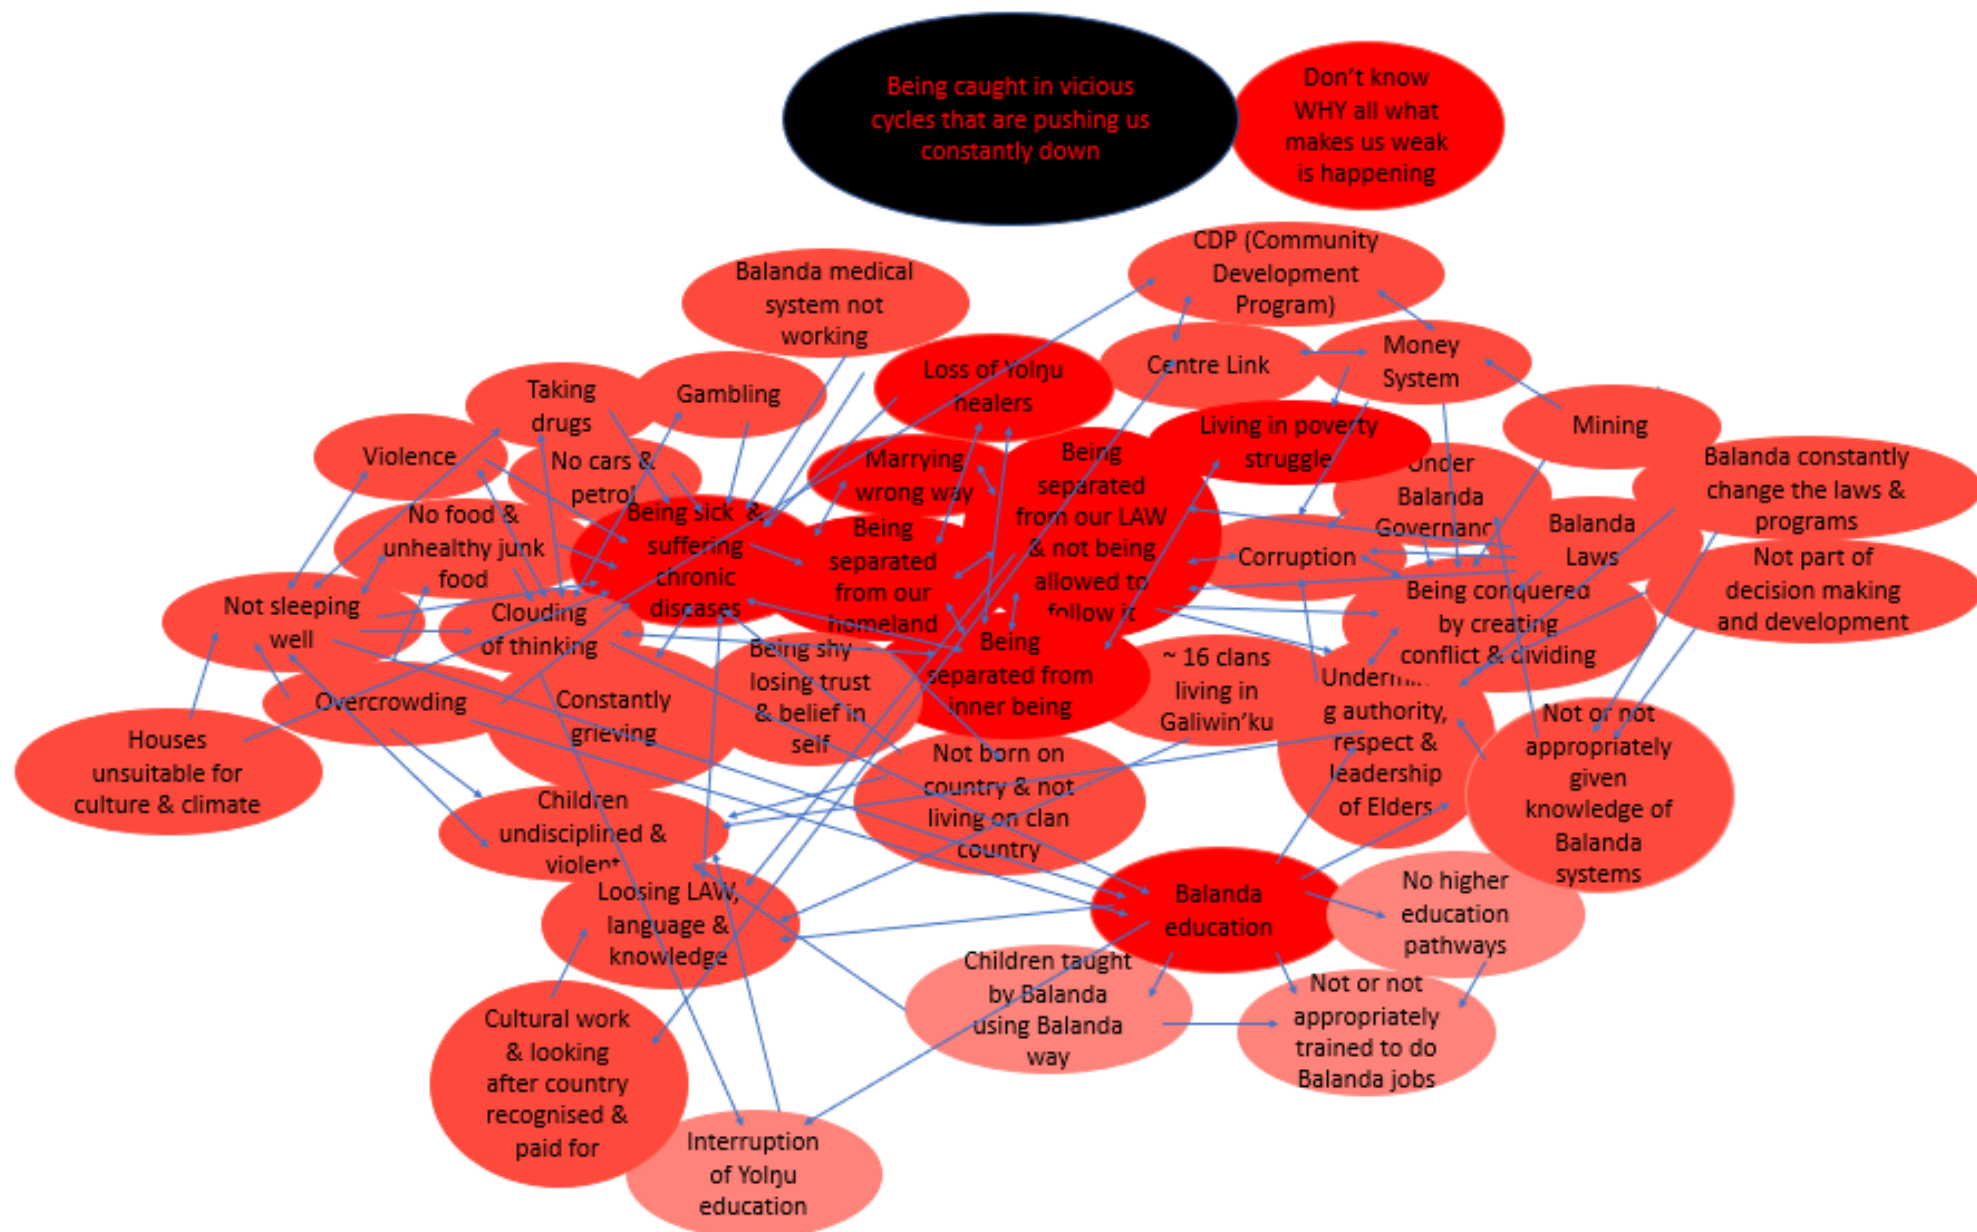 Being caught in vicious
cycles that are pushing us
constantly down
Don't know
WHY all what
makes us weak
is happening
CDP (Community
Development
Program)
Balanda medical
system not
working
Centre Link
Money
System
Loss of Yolŋu
healers
Taking
drugs
Gambling
Mining
Living in poverty
struggle
Violence
No cars &
petrol
Marrying
wrong way
Being
separated
from our LAW
& not being
allowed to
follow it
Under
Balanda
Governanc
Balanda constantly
change the laws &
programs
No food &
unhealthy junk
food
Being sick &
suffering
chronic
diseases
Being
separated
from our
homeland
Corruption
Balanda
Laws
Not part of
decision making
and development
Not sleeping
well
Clouding
of thinking
Being conquered
by creating
conflict & dividing
Being shy
losing trust
& belief in
self
Being
separated from
inner being
~ 16 clans
living in
Galiwin'ku
g authority,
respect &
leadership
of Elders
Overcrowding
Constantly
grieving
Not or not
appropriately
given
knowledge of
Balanda
systems
Houses
unsuitable for
culture & climate
Not born on
country & not
living on clan
country
Children
undisciplined &
violent
Loosing LAW,
language &
knowledge
Balanda
education
No higher
education
pathways
Children taught
by Balanda
using Balanda
way
Not or not
appropriately
trained to do
Balanda jobs
Cultural work
& looking
after country
recognised &
paid for
Interruption
of Yolŋu
education